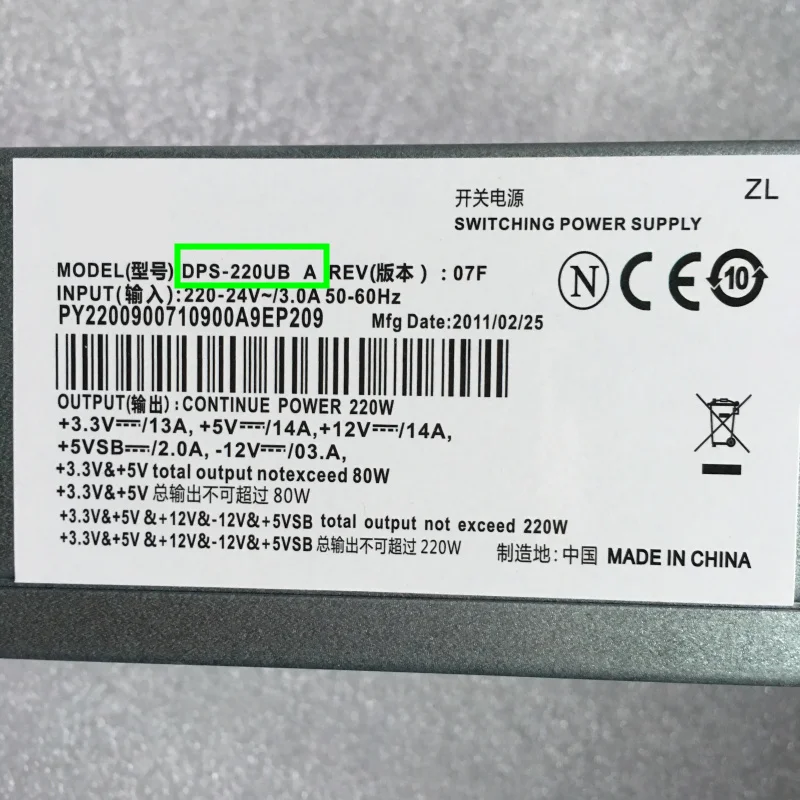 ZL
开关电源
SWITCHING POWER SUPPLY
MODEL(型号) DPS-220UB A REV(版本) : 07F
INPUT(输入):220-24V~/3.0A 50-60Hz
PY2200900710900A9EP209 Mfg Date:2011/02/25
N CE 10
OUTPUT(输出):CONTINUE POWER 220W
+3.3V⎓/13A, +5V⎓/14A,+12V⎓/14A,
+5VSB⎓/2.0A, -12V⎓/03.A,
+3.3V&+5V total output notexceed 80W
+3.3V&+5V 总输出不可超过 80W
+3.3V&+5V &+12V&-12V&+5VSB total output not exceed 220W
+3.3V&+5V &+12V&-12V&+5VSB 总输出不可超过 220W
制造地: 中国 MADE IN CHINA